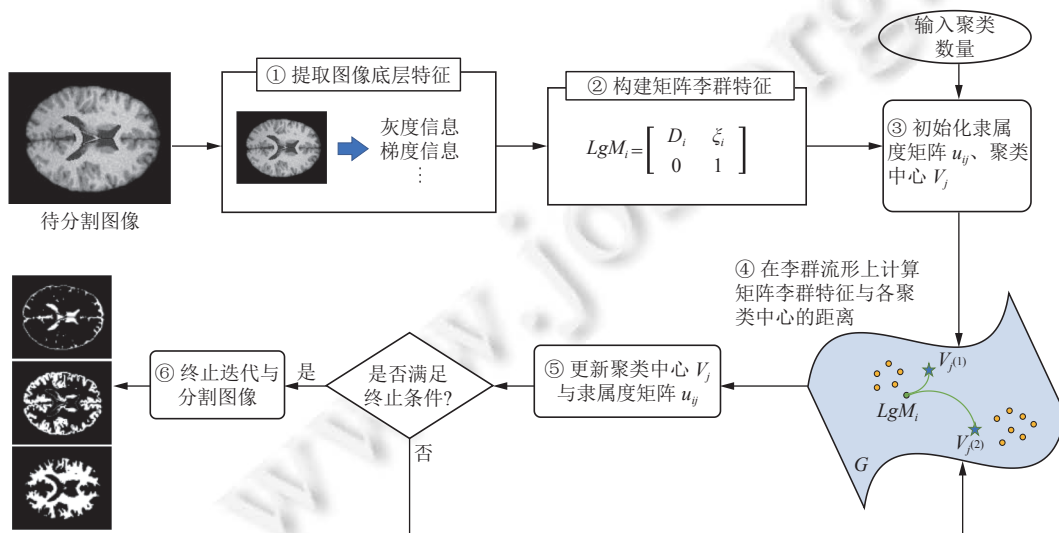 输入聚类
数量
① 提取图像底层特征
灰度信息
梯度信息
⋮
待分割图像
② 构建矩阵李群特征
LgM_i = [ D_i ξ_i
0 1 ]
③ 初始化隶属
度矩阵 u_ij、聚类
中心 V_j
④ 在李群流形上计算
矩阵李群特征与各聚
类中心的距离
V_j^(1)
LgM_i
V_j^(2)
G
⑤ 更新聚类中心 V_j
与隶属度矩阵 u_ij
是否满足
终止条件?
是
否
⑥ 终止迭代与
分割图像
www.jos.org